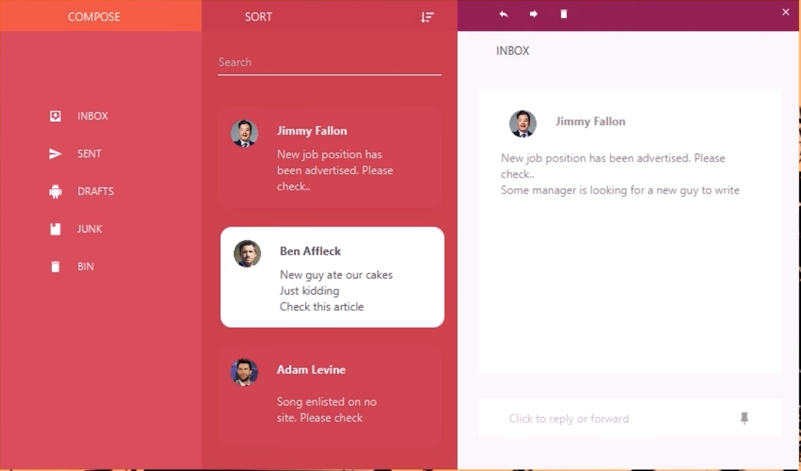 COMPOSE
SORT
INBOX
SENT
DRAFTS
JUNK
BIN
Search
Jimmy Fallon
New job position has
been advertised. Please
check..
Ben Affleck
New guy ate our cakes
Just kidding
Check this article
Adam Levine
Song enlisted on no
site. Please check
INBOX
Jimmy Fallon
New job position has been advertised. Please
check..
Some manager is looking for a new guy to write
Click to reply or forward